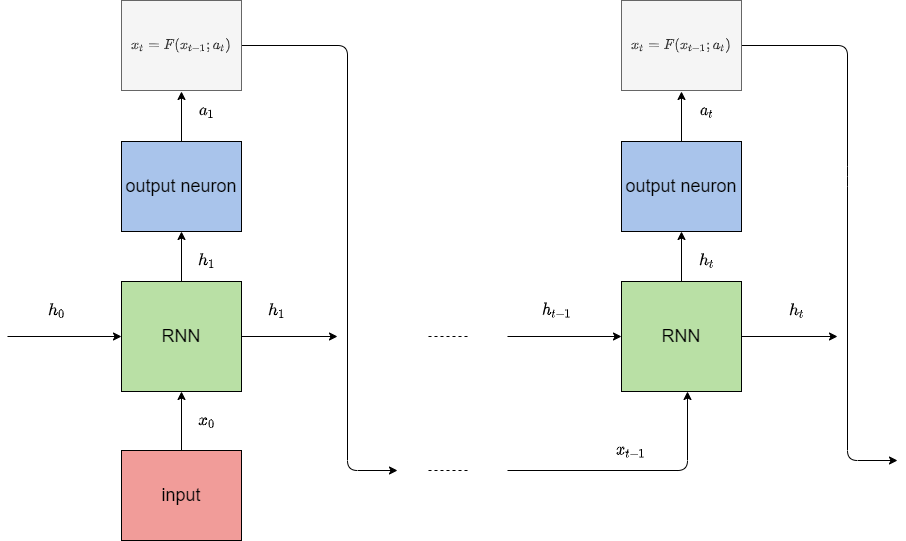 x_t = F(x_{t-1}; a_t)
x_t = F(x_{t-1}; a_t)
a_1
a_t
output neuron
output neuron
h_1
h_t
h_0
h_1
h_{t-1}
h_t
RNN
RNN
x_0
x_{t-1}
input